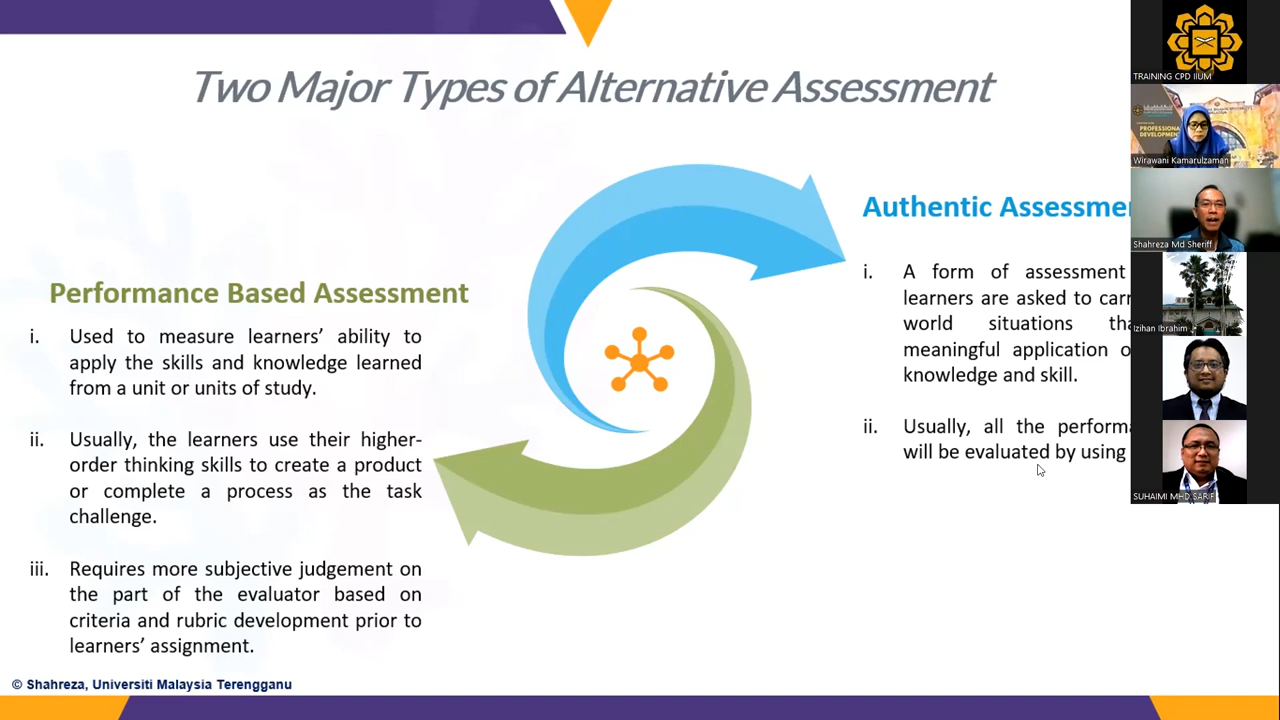 Two Major Types of Alternative Assessment
Performance Based Assessment
i. Used to measure learners' ability to
apply the skills and knowledge learned
from a unit or units of study.
ii. Usually, the learners use their higher-
order thinking skills to create a product
or complete a process as the task
challenge.
iii. Requires more subjective judgement on
the part of the evaluator based on
criteria and rubric development prior to
learners' assignment.
Authentic
i. A form of assessment
learners are asked to
world situations
meaningful application
knowledge and skill.
ii. Usually, all the
will be evaluated by using
© Shahreza, Universiti Malaysia Terengganu
TRAINING CPD IIUM
PROFESSIONAL
Wirawani Kamarulzaman
Shahreza Md Sheriff
Izihan Ibrahim
SUHAIMI MHD SARIF